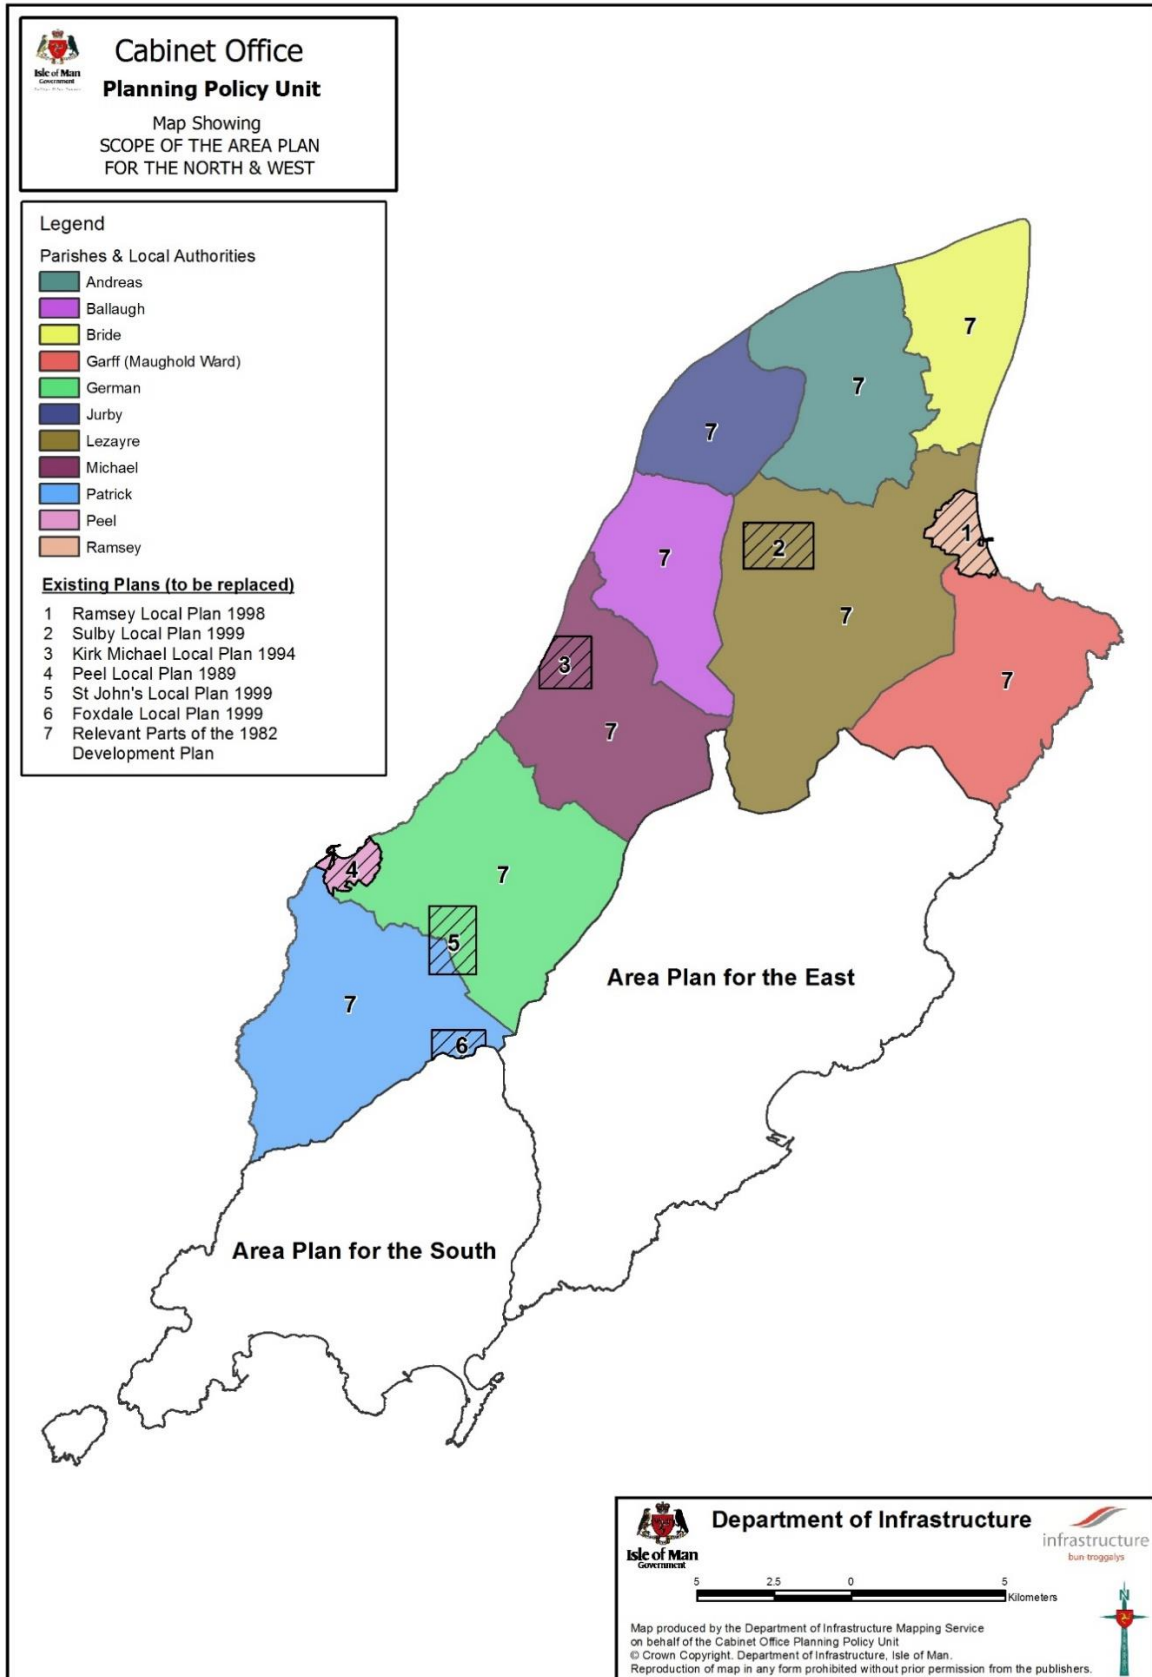 Cabinet Office
Isle of Man
Government
Planning Policy Unit
Map Showing
SCOPE OF THE AREA PLAN
FOR THE NORTH & WEST
Legend
Parishes & Local Authorities
Andreas
Ballaugh
Bride
Garff (Maughold Ward)
German
Jurby
Lezayre
Michael
Patrick
Peel
Ramsey
Existing Plans (to be replaced)
1 Ramsey Local Plan 1998
2 Sulby Local Plan 1999
3 Kirk Michael Local Plan 1994
4 Peel Local Plan 1989
5 St John's Local Plan 1999
6 Foxdale Local Plan 1999
7 Relevant Parts of the 1982
Development Plan
7
7
7
1
2
7
7
3
7
7
4
7
5
7
6
Area Plan for the East
Area Plan for the South
Isle of Man
Government
Department of Infrastructure
infrastructure
bun troggalys
5 2.5 0 5
Kilometers
N
Map produced by the Department of Infrastructure Mapping Service
on behalf of the Cabinet Office Planning Policy Unit
© Crown Copyright. Department of Infrastructure, Isle of Man.
Reproduction of map in any form prohibited without prior permission from the publishers.